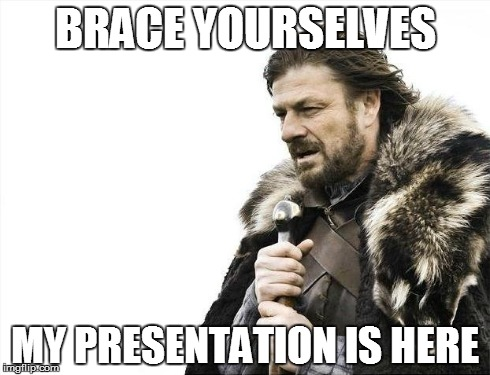 BRACE YOURSELVES
MY PRESENTATION IS HERE
imgflip.com